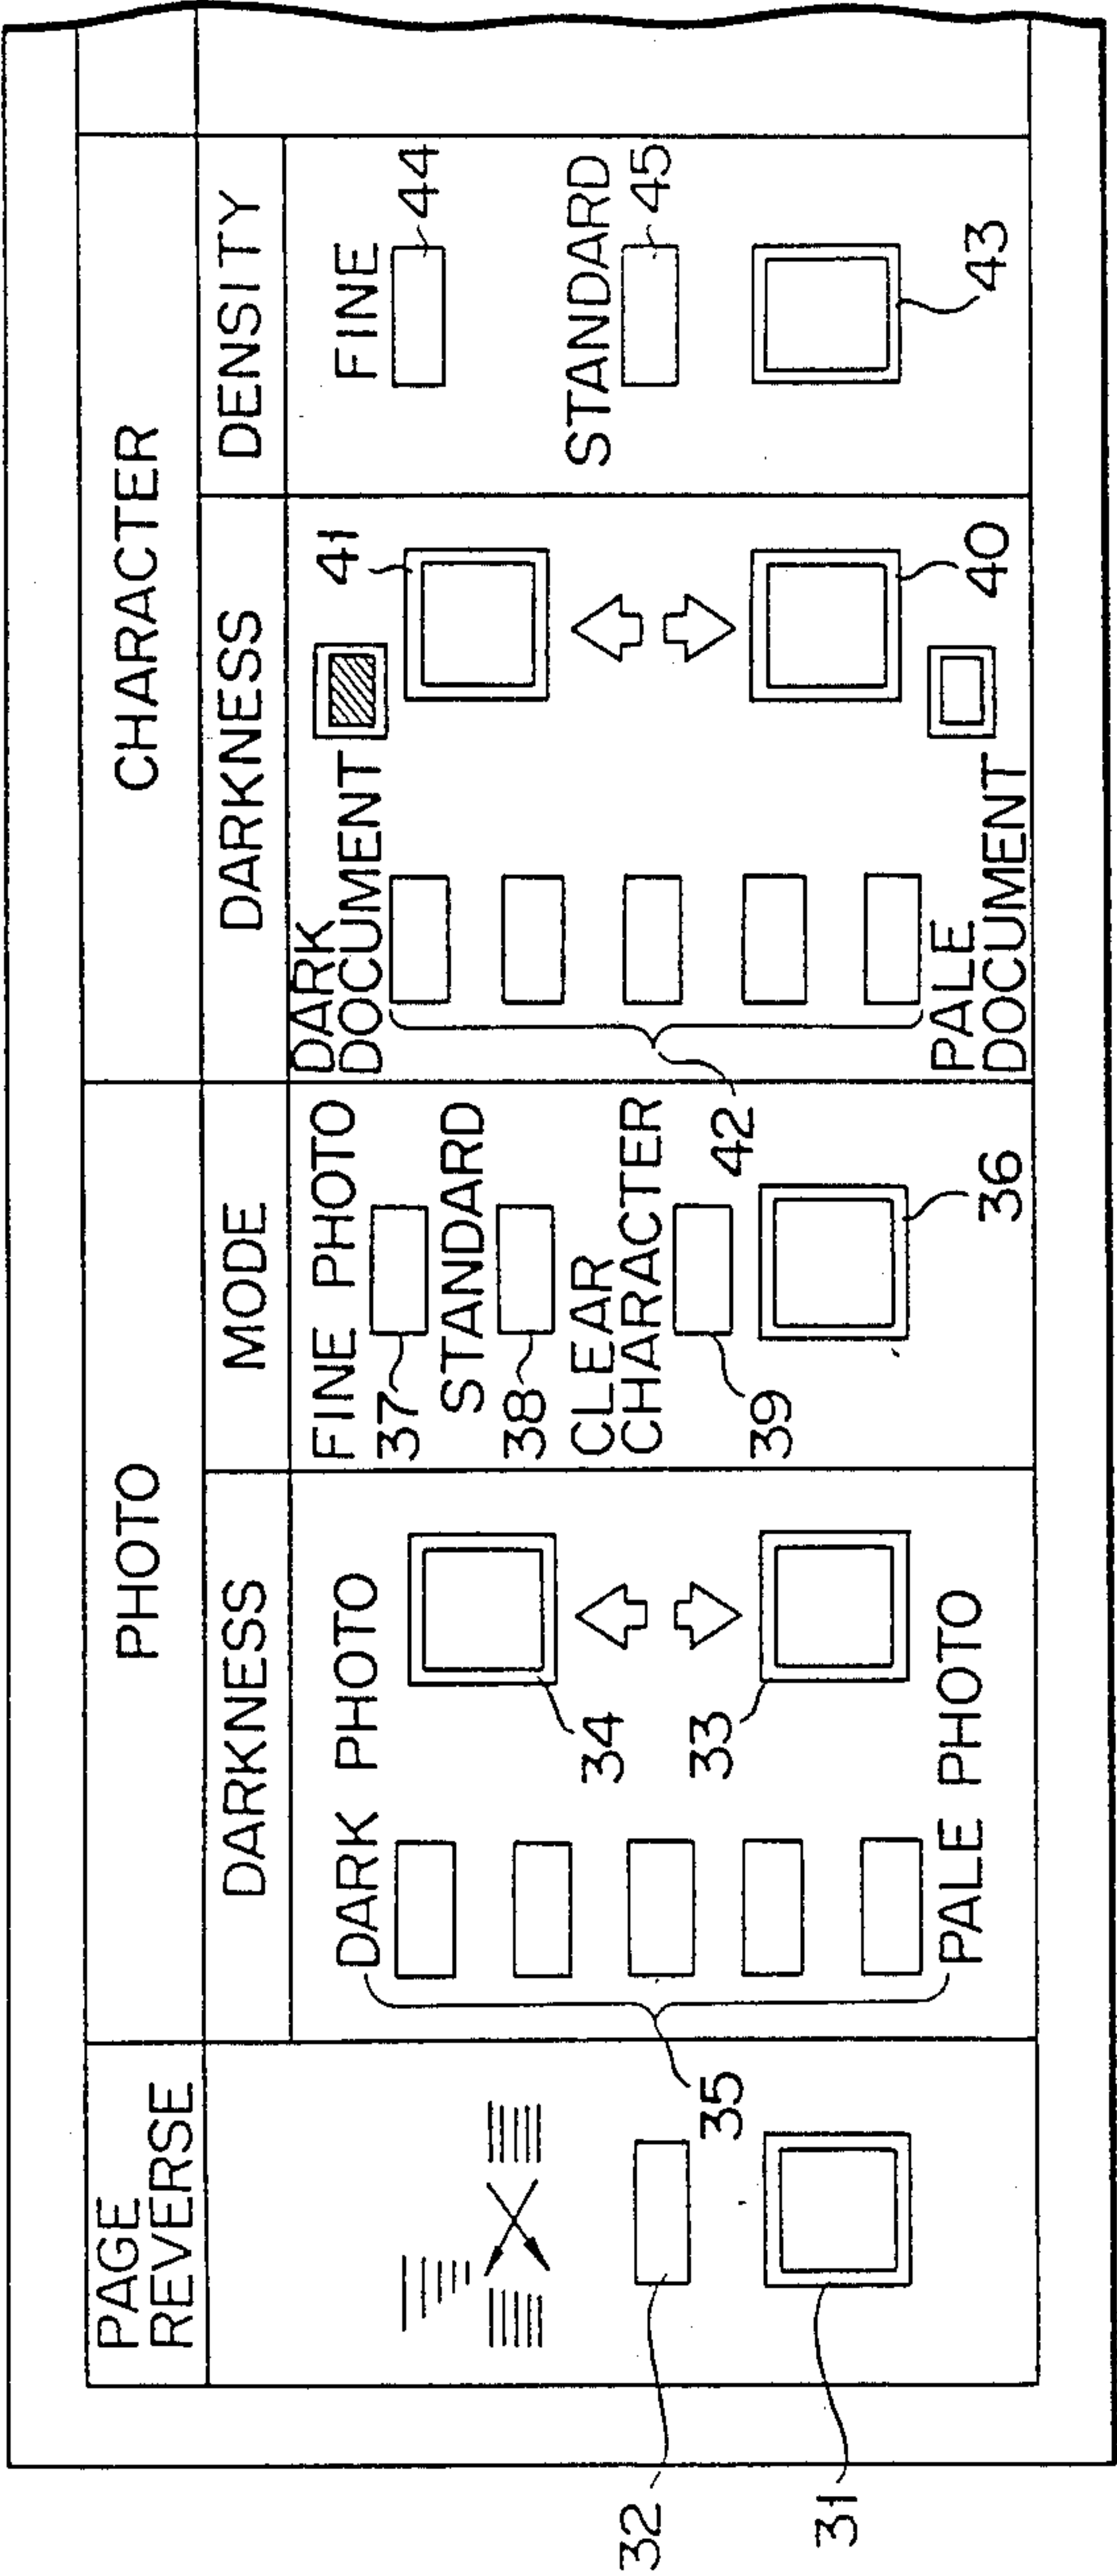 PAGE
REVERSE
32
31
PHOTO
DARKNESS
DARK PHOTO
34
33
35
PALE PHOTO
MODE
FINE PHOTO
37
STANDARD
38
CLEAR
CHARACTER
39
36
CHARACTER
DARKNESS
DARK
DOCUMENT
41
42
40
PALE
DOCUMENT
DENSITY
FINE
44
STANDARD
45
43